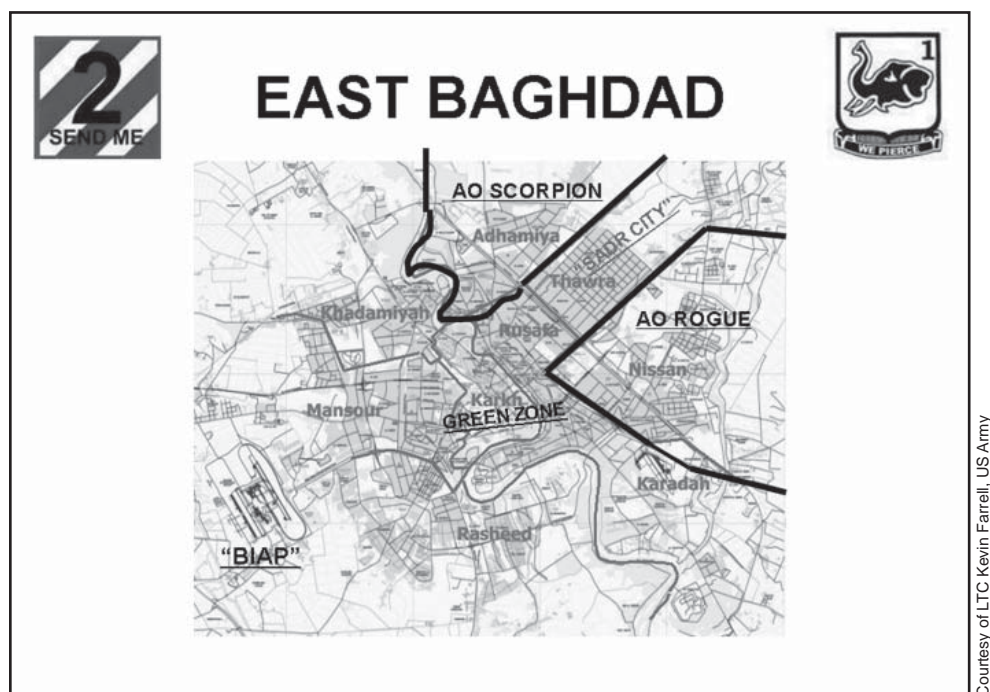 2
SEND ME
EAST BAGHDAD
1
WE PIERCE
AO SCORPION
Adhamiya
"SADR CITY"
Thawra
Khadamiyah
Rusafa
AO ROGUE
Nissan
Mansour
Karkh
GREEN ZONE
Karadah
Rasheed
"BIAP"
Courtesy of LTC Kevin Farrell, US Army